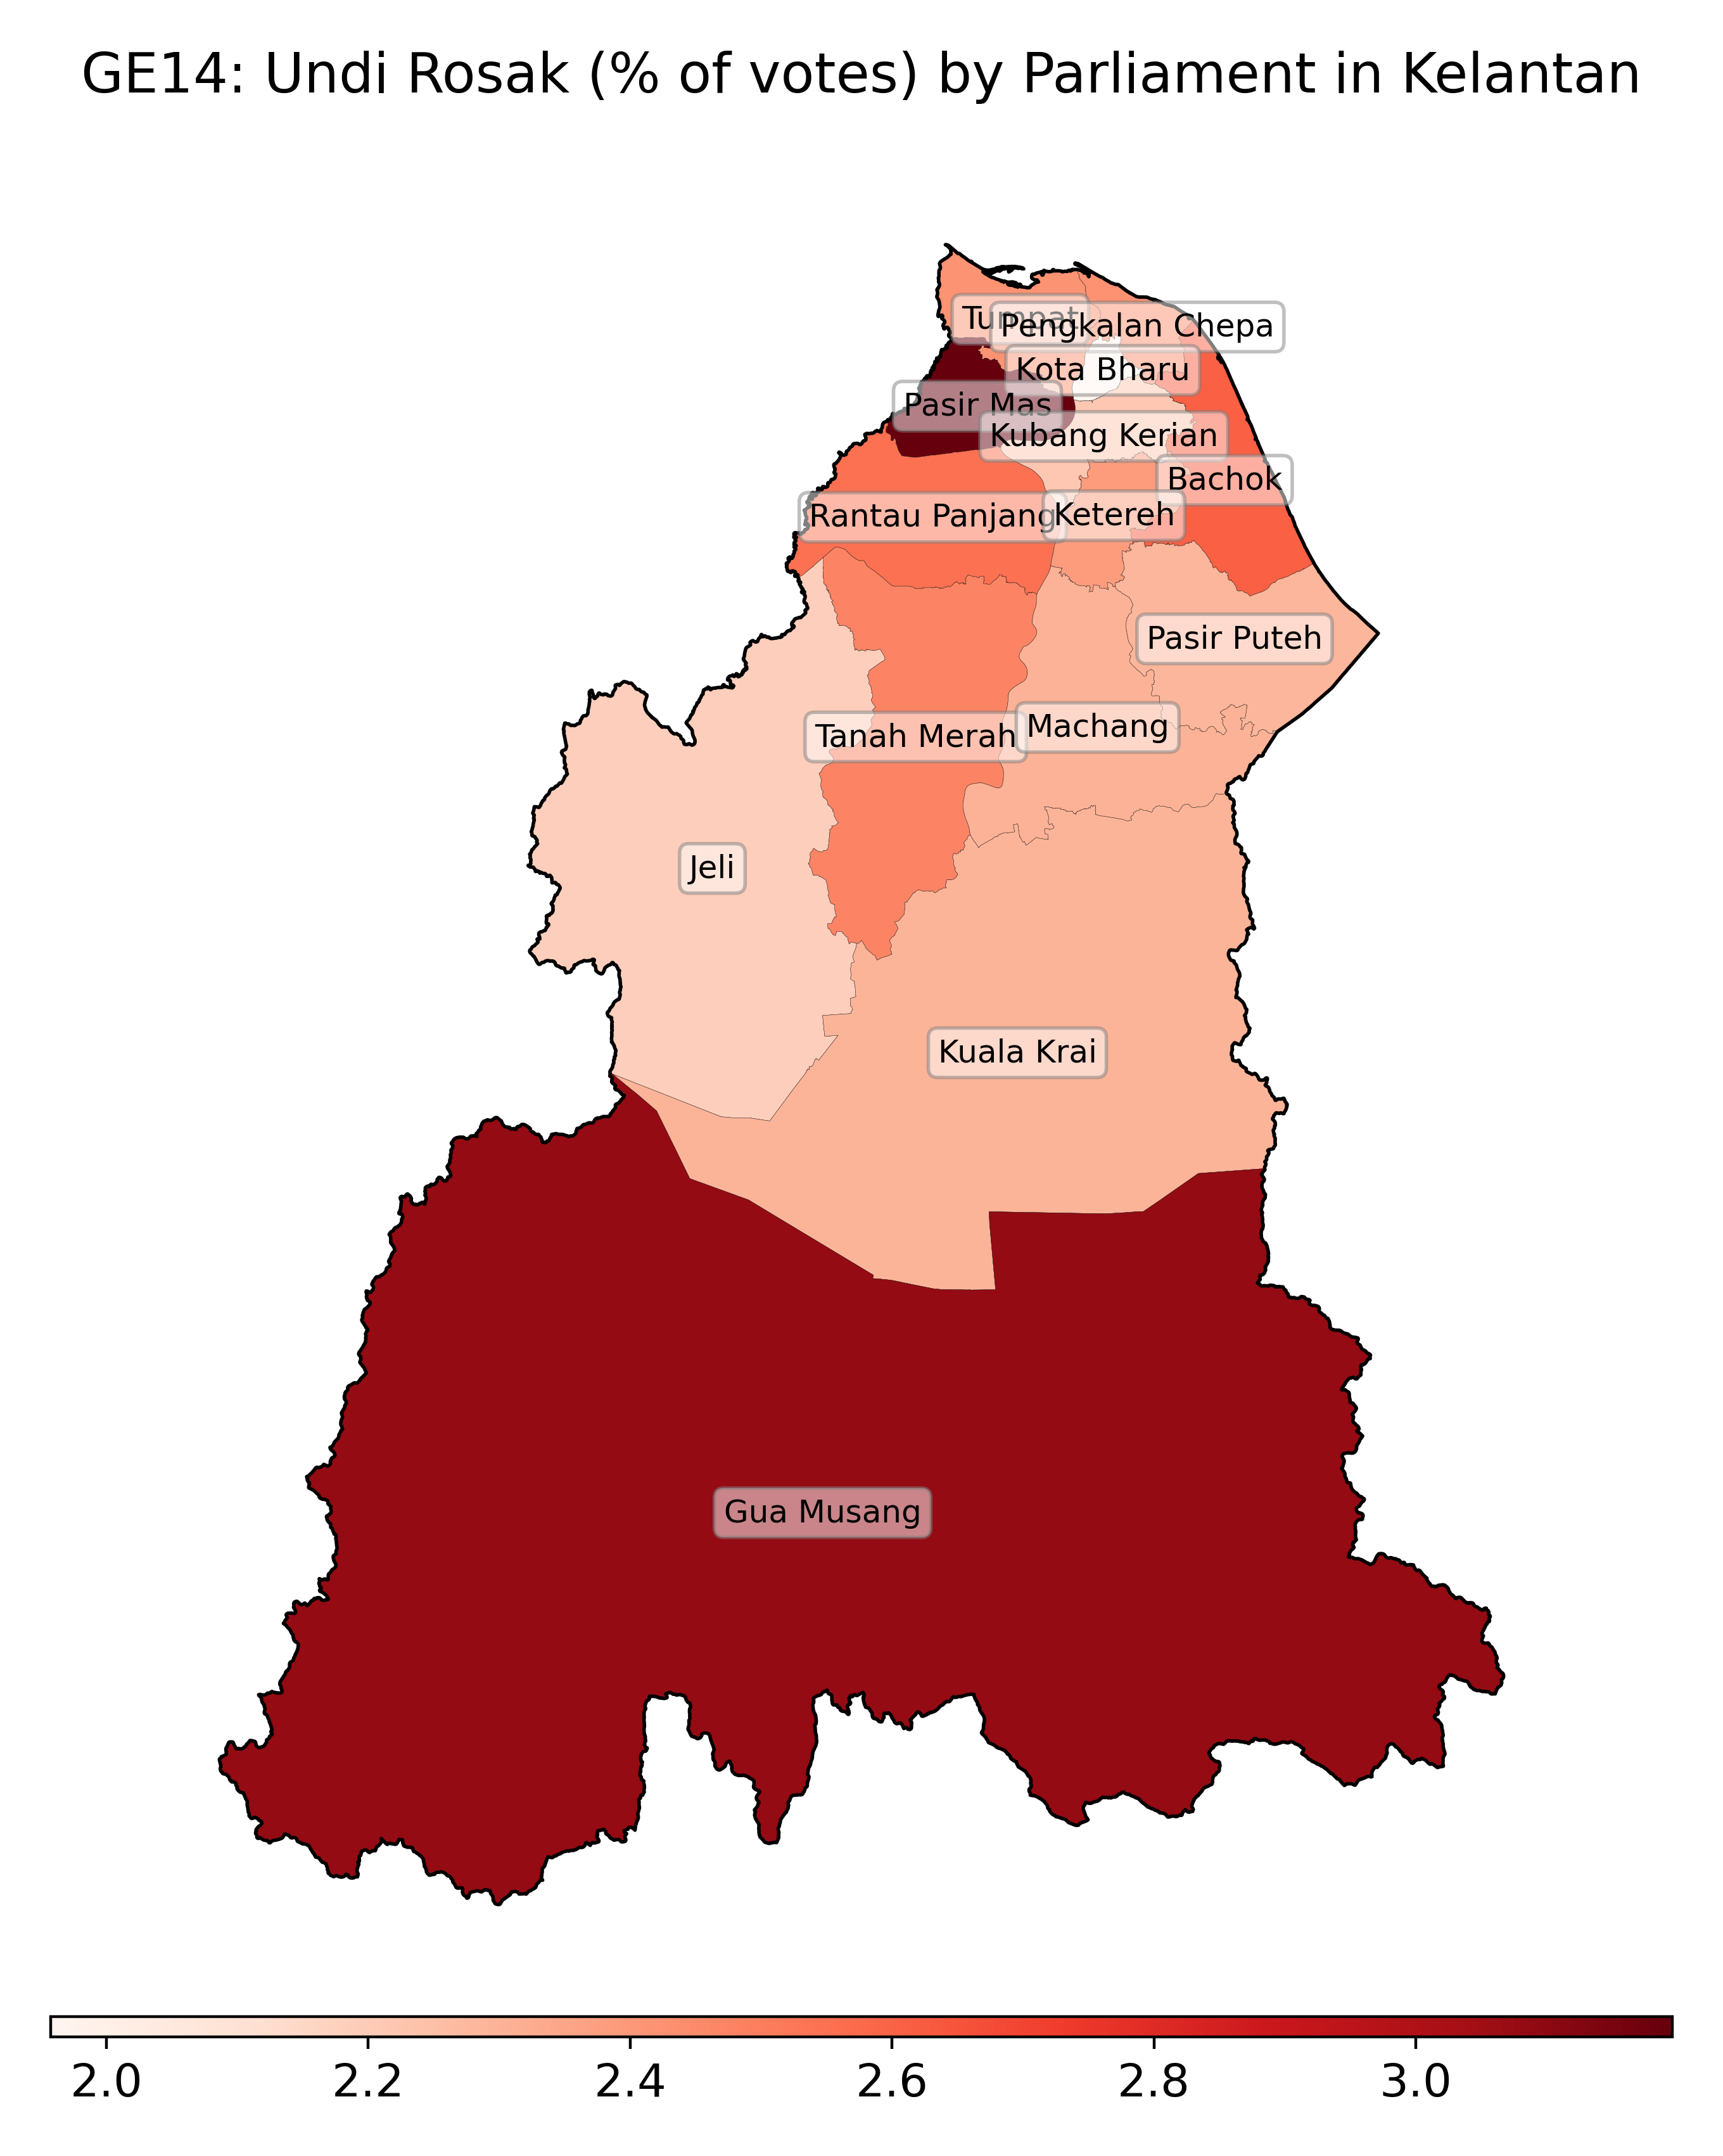 GE14: Undi Rosak (% of votes) by Parliament in Kelantan
Tumpat
Pengkalan Chepa
Kota Bharu
Pasir Mas
Kubang Kerian
Bachok
Rantau Panjang
Ketereh
Pasir Puteh
Tanah Merah
Machang
Jeli
Kuala Krai
Gua Musang
2.0 2.2 2.4 2.6 2.8 3.0